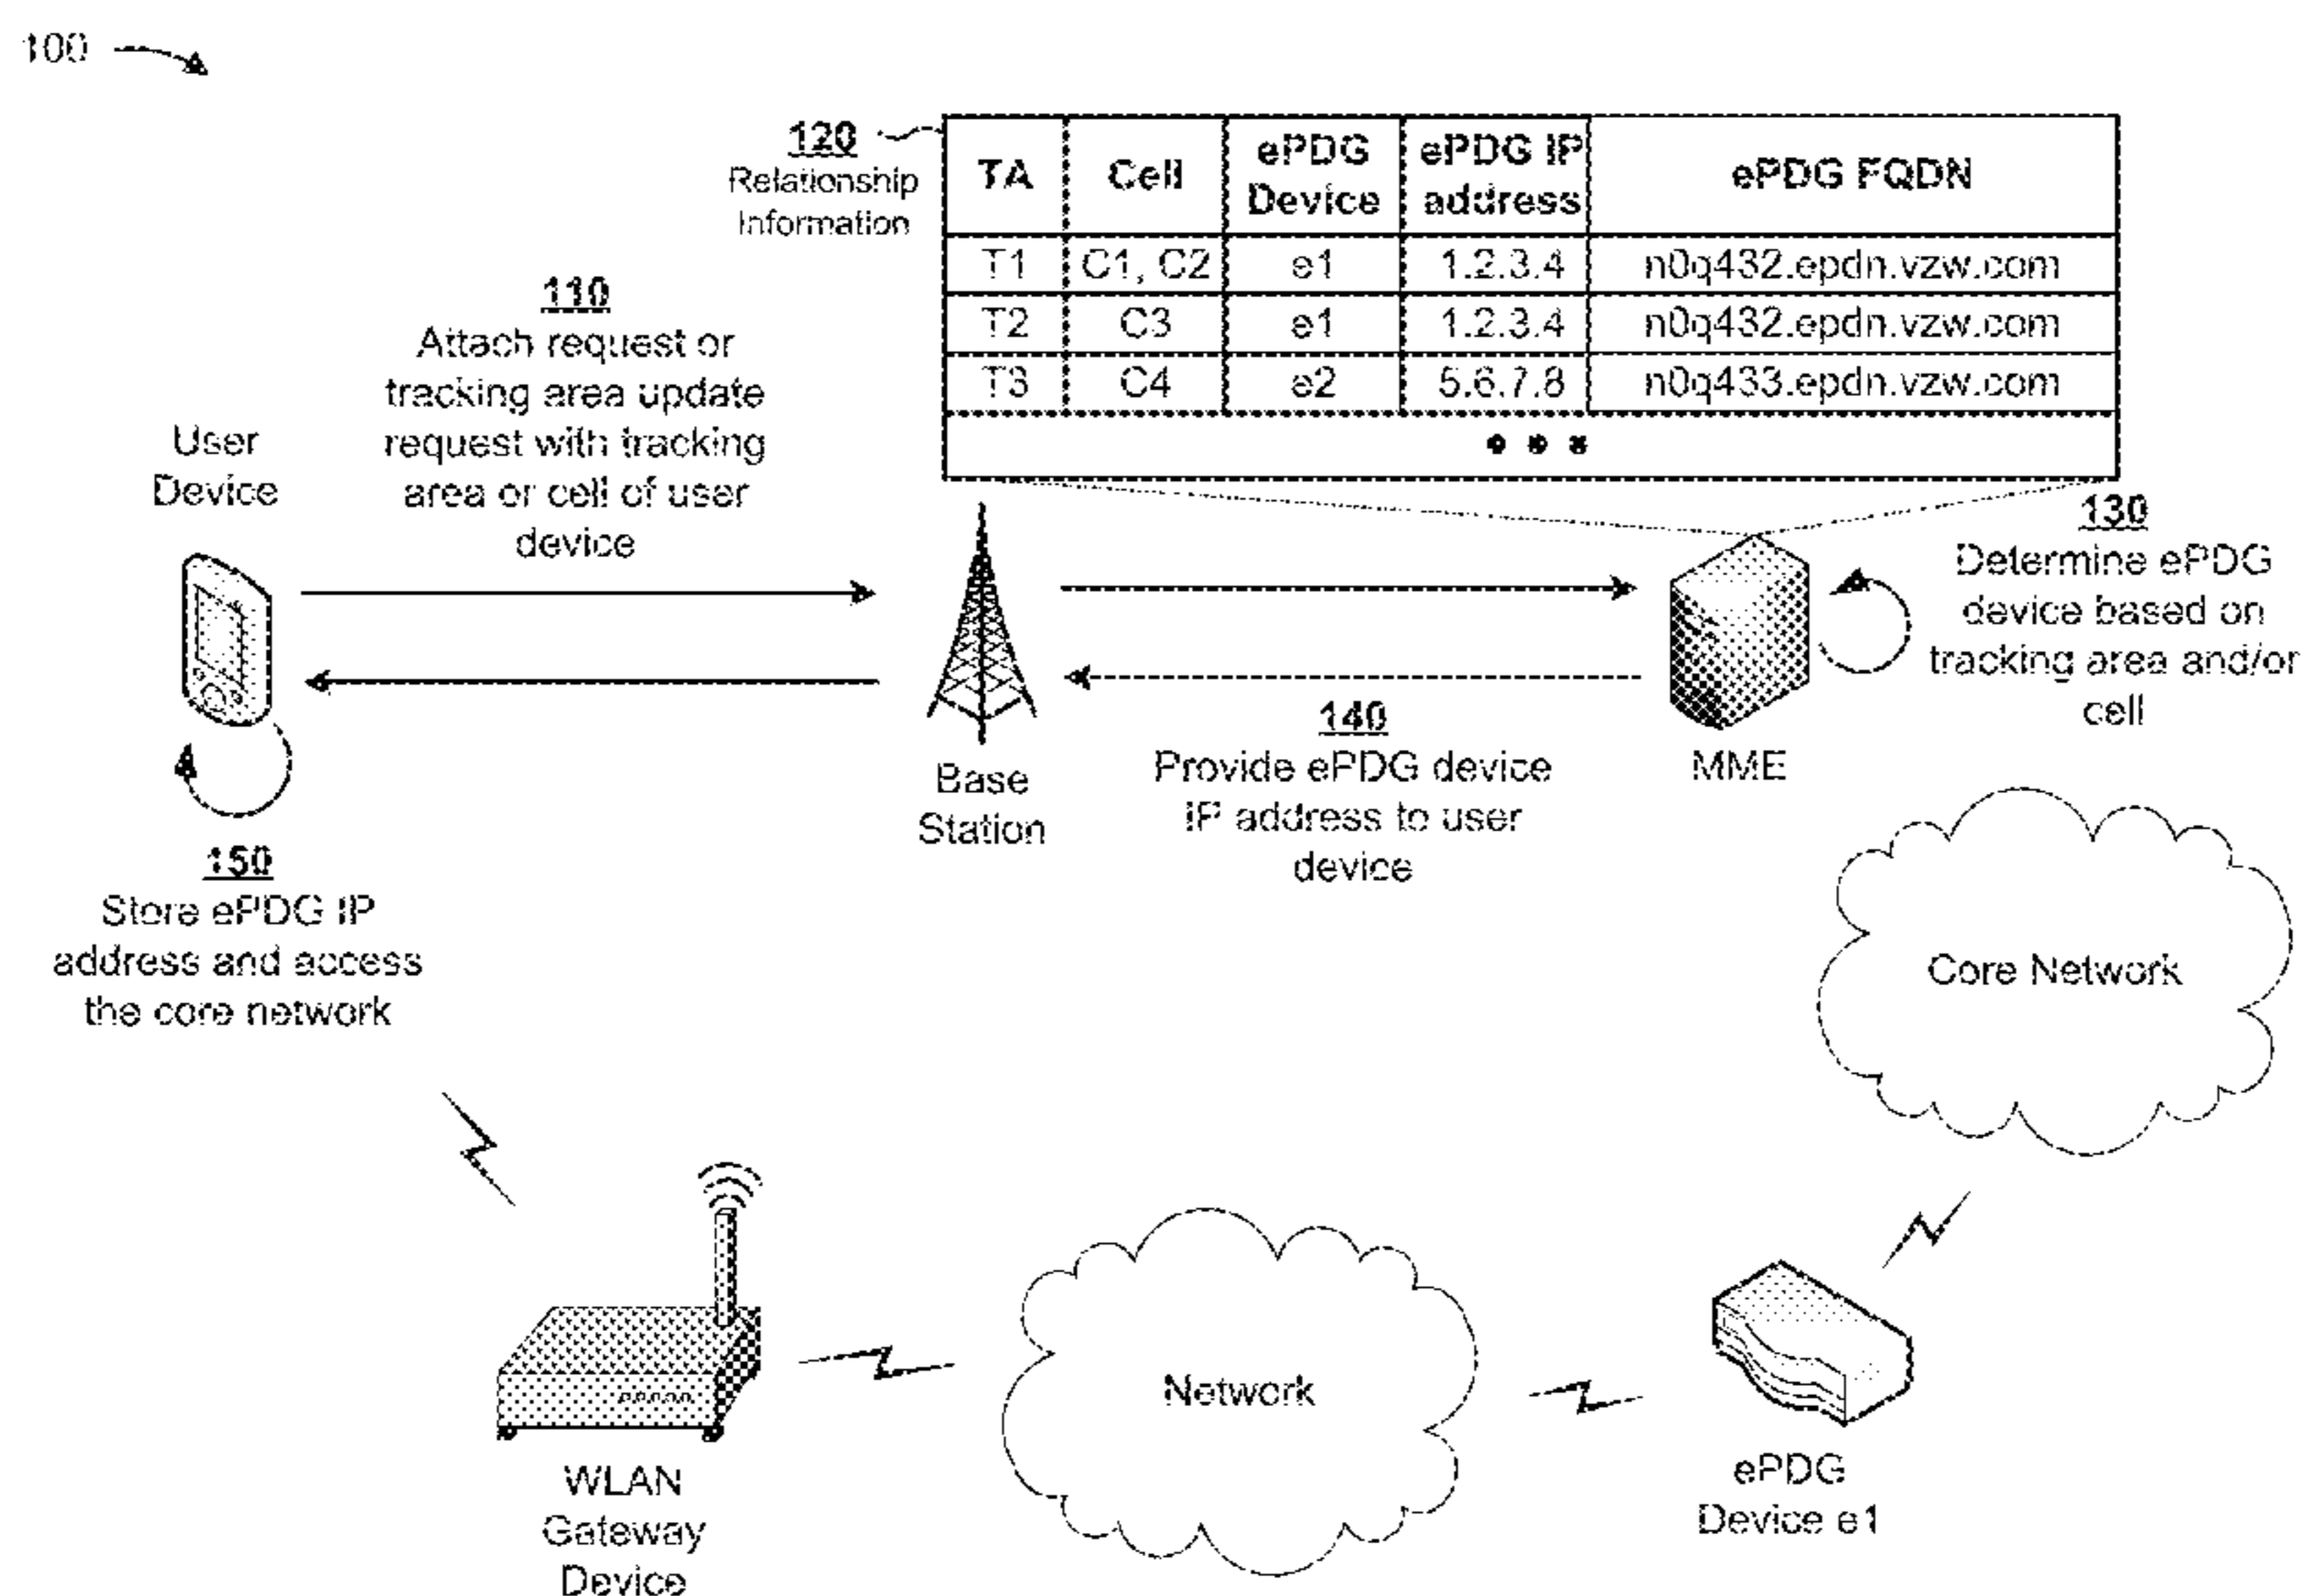 100
120
Relationship
Information
TA
Cell
ePDG
Device
ePDG IP
address
ePDG FQDN
T1
C1, C2
e1
1.2.3.4
n0q432.epdn.vzw.com
T2
C3
e1
1.2.3.4
n0q432.epdn.vzw.com
T3
C4
e2
5.6.7.8
n0q433.epdn.vzw.com
110
Attach request or
tracking area update
request with tracking
area or cell of user
device
User
Device
130
Determine ePDG
device based on
tracking area and/or
cell
140
Provide ePDG device
IP address to user
device
Base
Station
MME
150
Store ePDG IP
address and access
the core network
Core Network
Network
WLAN
Gateway
Device
ePDG
Device e1